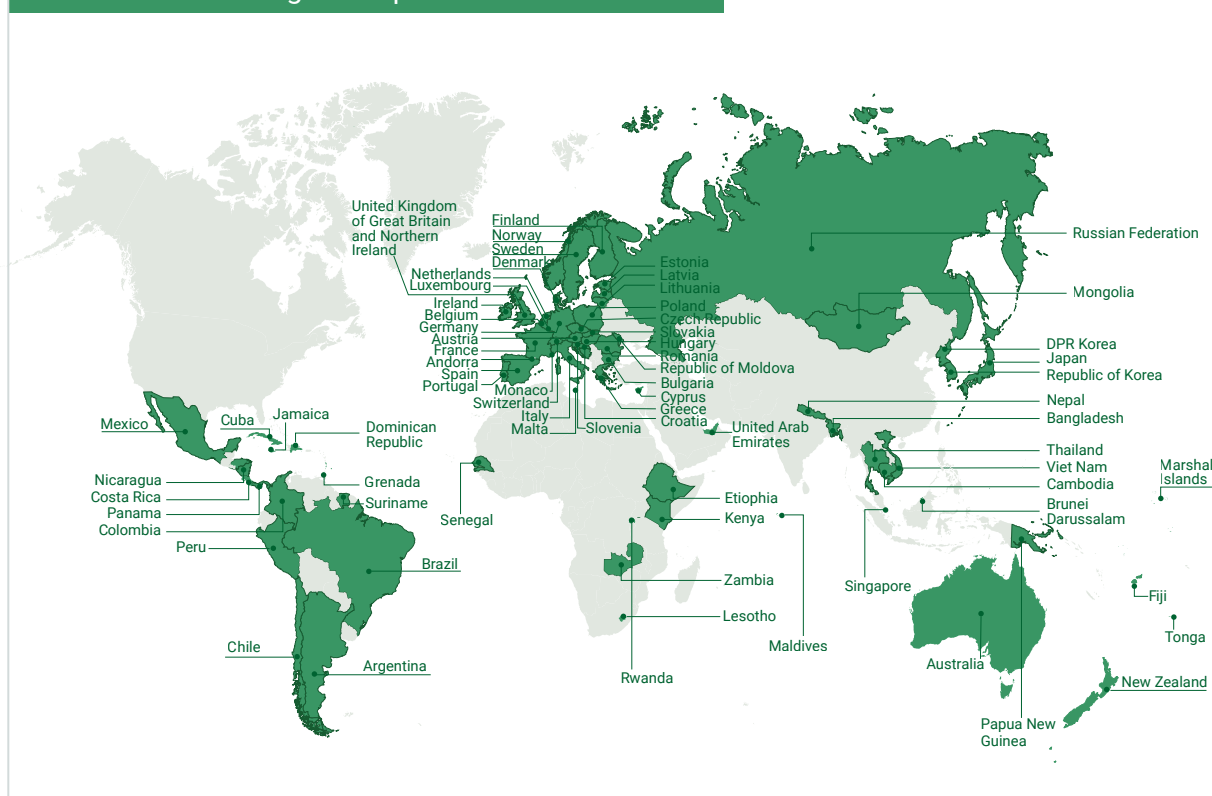 United Kingdom
of Great Britain
and Northern
Ireland
Finland
Norway
Sweden
Denmark
Netherlands
Luxembourg
Ireland
Belgium
Germany
Austria
France
Andorra
Spain
Portugal
Monaco
Switzerland
Italy
Malta
Slovenia
Estonia
Latvia
Lithuania
Poland
Czech Republic
Slovakia
Hungary
Romania
Republic of Moldova
Bulgaria
Cyprus
Greece
Croatia
Russian Federation
Mongolia
DPR Korea
Japan
Republic of Korea
Nepal
Bangladesh
United Arab
Emirates
Thailand
Viet Nam
Cambodia
Brunei
Darussalam
Marshal
Islands
Mexico
Cuba
Jamaica
Dominican
Republic
Nicaragua
Costa Rica
Panama
Colombia
Grenada
Suriname
Peru
Brazil
Chile
Argentina
Senegal
Etiophia
Kenya
Zambia
Lesotho
Rwanda
Maldives
Singapore
Fiji
Tonga
Australia
New Zealand
Papua New
Guinea